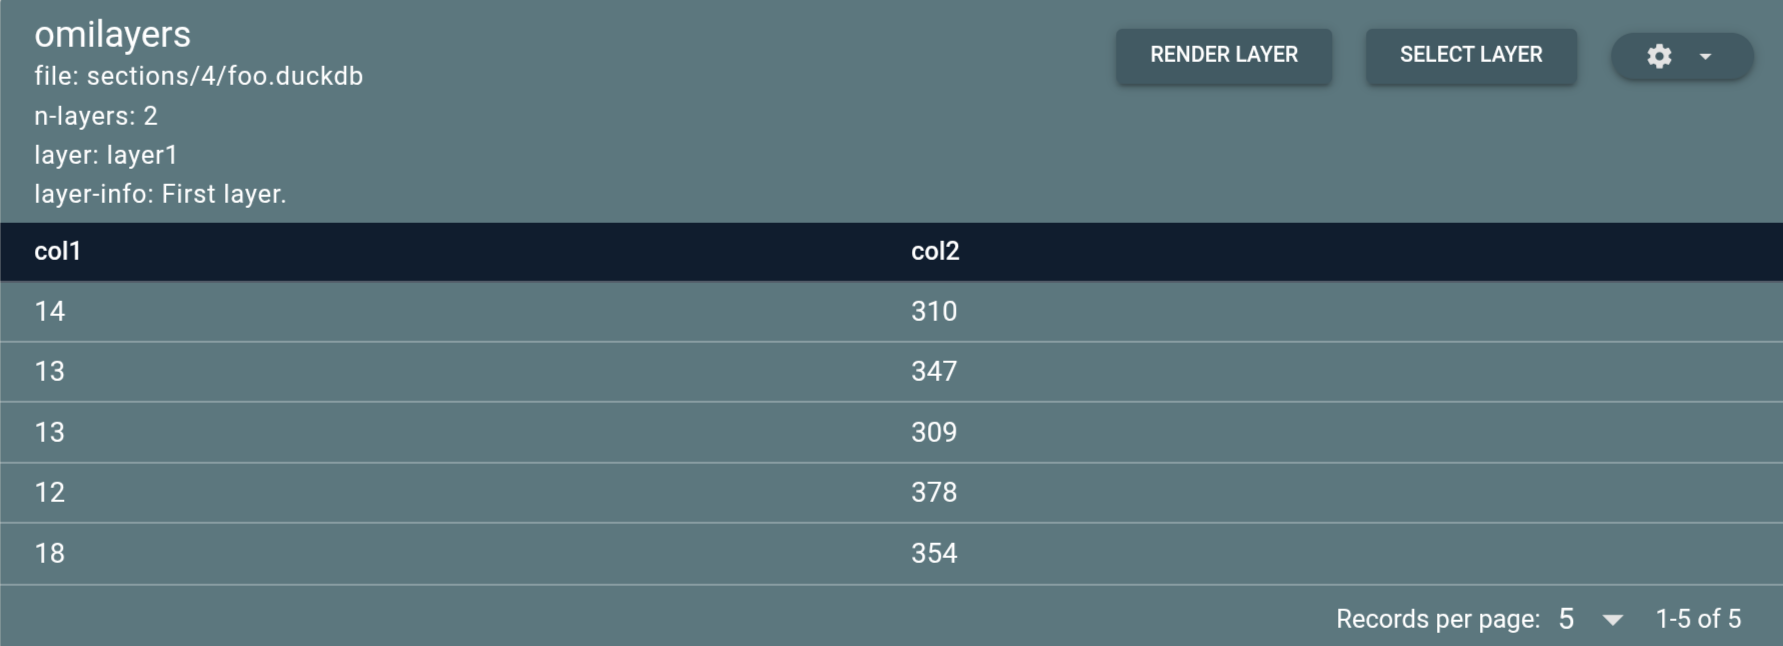 omilayers
RENDER LAYER SELECT LAYER
file: sections/4/foo.duckdb
n-layers: 2
layer: layer1
layer-info: First layer.
col1 col2
14 310
13 347
13 309
12 378
18 354
Records per page: 5 1-5 of 5